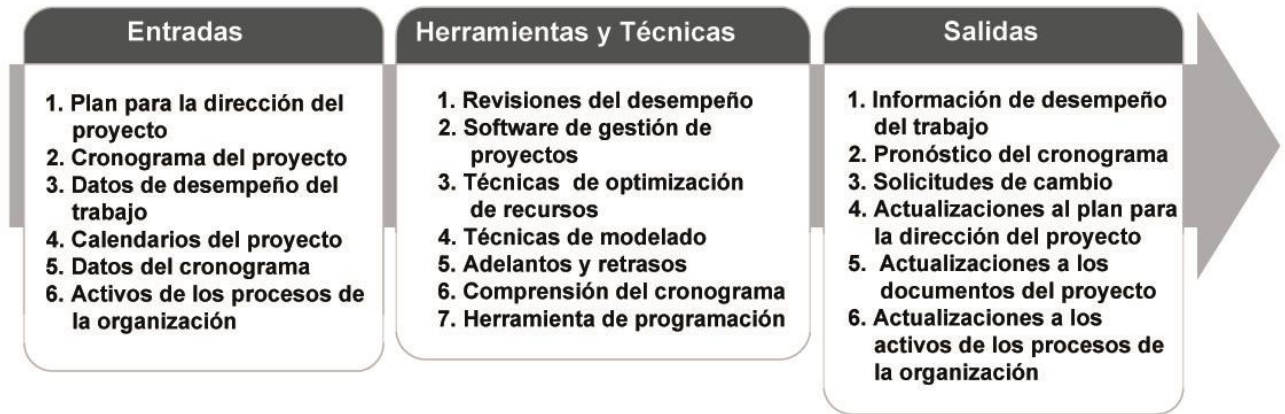 Entradas
1. Plan para la dirección del
proyecto
2. Cronograma del proyecto
3. Datos de desempeño del
trabajo
4. Calendarios del proyecto
5. Datos del cronograma
6. Activos de los procesos de
la organización
Herramientas y Técnicas
1. Revisiones del desempeño
2. Software de gestión de
proyectos
3. Técnicas de optimización
de recursos
4. Técnicas de modelado
5. Adelantos y retrasos
6. Comprensión del cronograma
7. Herramienta de programación
Salidas
1. Información de desempeño
del trabajo
2. Pronóstico del cronograma
3. Solicitudes de cambio
4. Actualizaciones al plan para
la dirección del proyecto
5. Actualizaciones a los
documentos del proyecto
6. Actualizaciones a los
activos de los procesos de
la organización